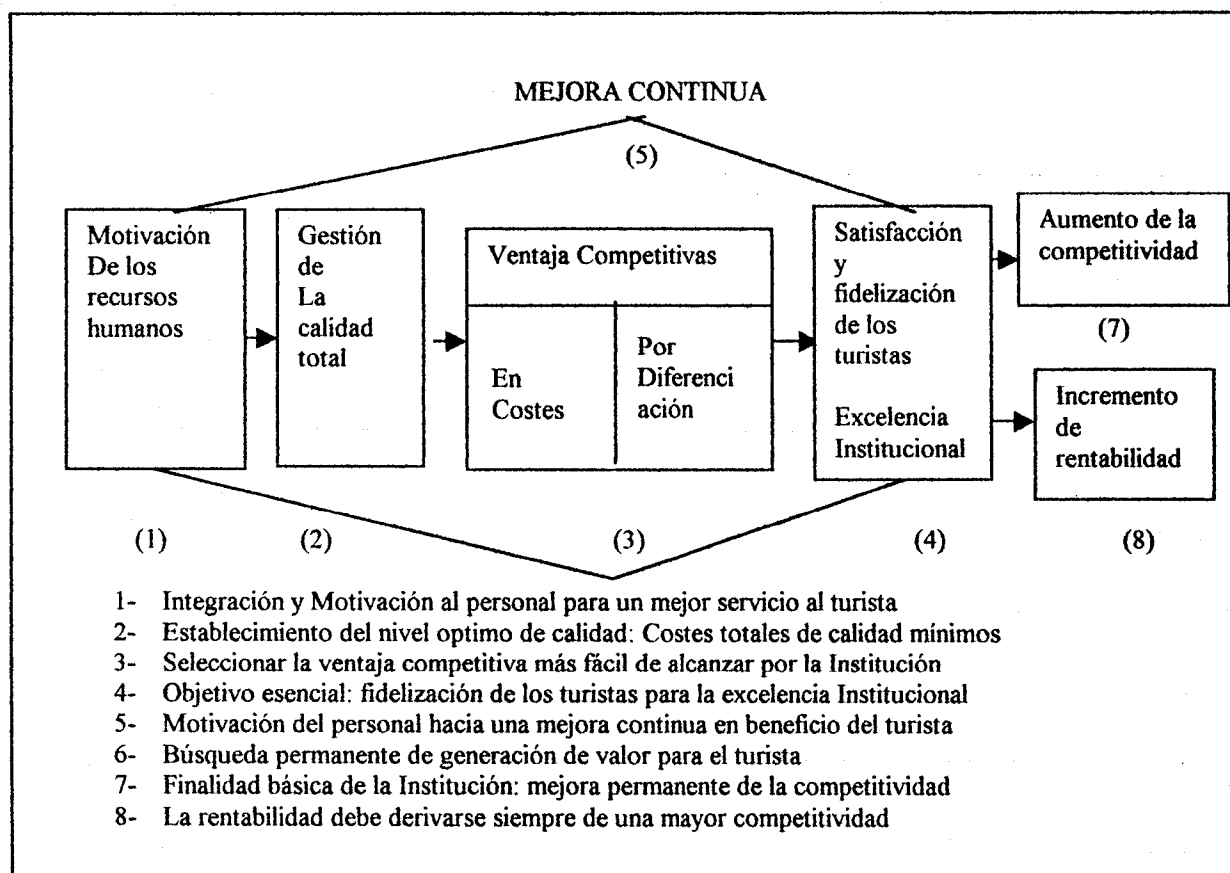 MEJORA CONTINUA
(5)
Motivación
De los
recursos
humanos
Gestión
de
La
calidad
total
Ventaja Competitivas
En
Costes
Por
Diferenci
ación
Satisfacción
y
fidelización
de los
turistas
Excelencia
Institucional
Aumento de la
competitividad
(7)
Incremento
de
rentabilidad
(1)
(2)
(3)
(4)
(8)
1- Integración y Motivación al personal para un mejor servicio al turista
2- Establecimiento del nivel optimo de calidad: Costes totales de calidad mínimos
3- Seleccionar la ventaja competitiva más fácil de alcanzar por la Institución
4- Objetivo esencial: fidelización de los turistas para la excelencia Institucional
5- Motivación del personal hacia una mejora continua en beneficio del turista
6- Búsqueda permanente de generación de valor para el turista
7- Finalidad básica de la Institución: mejora permanente de la competitividad
8- La rentabilidad debe derivarse siempre de una mayor competitividad